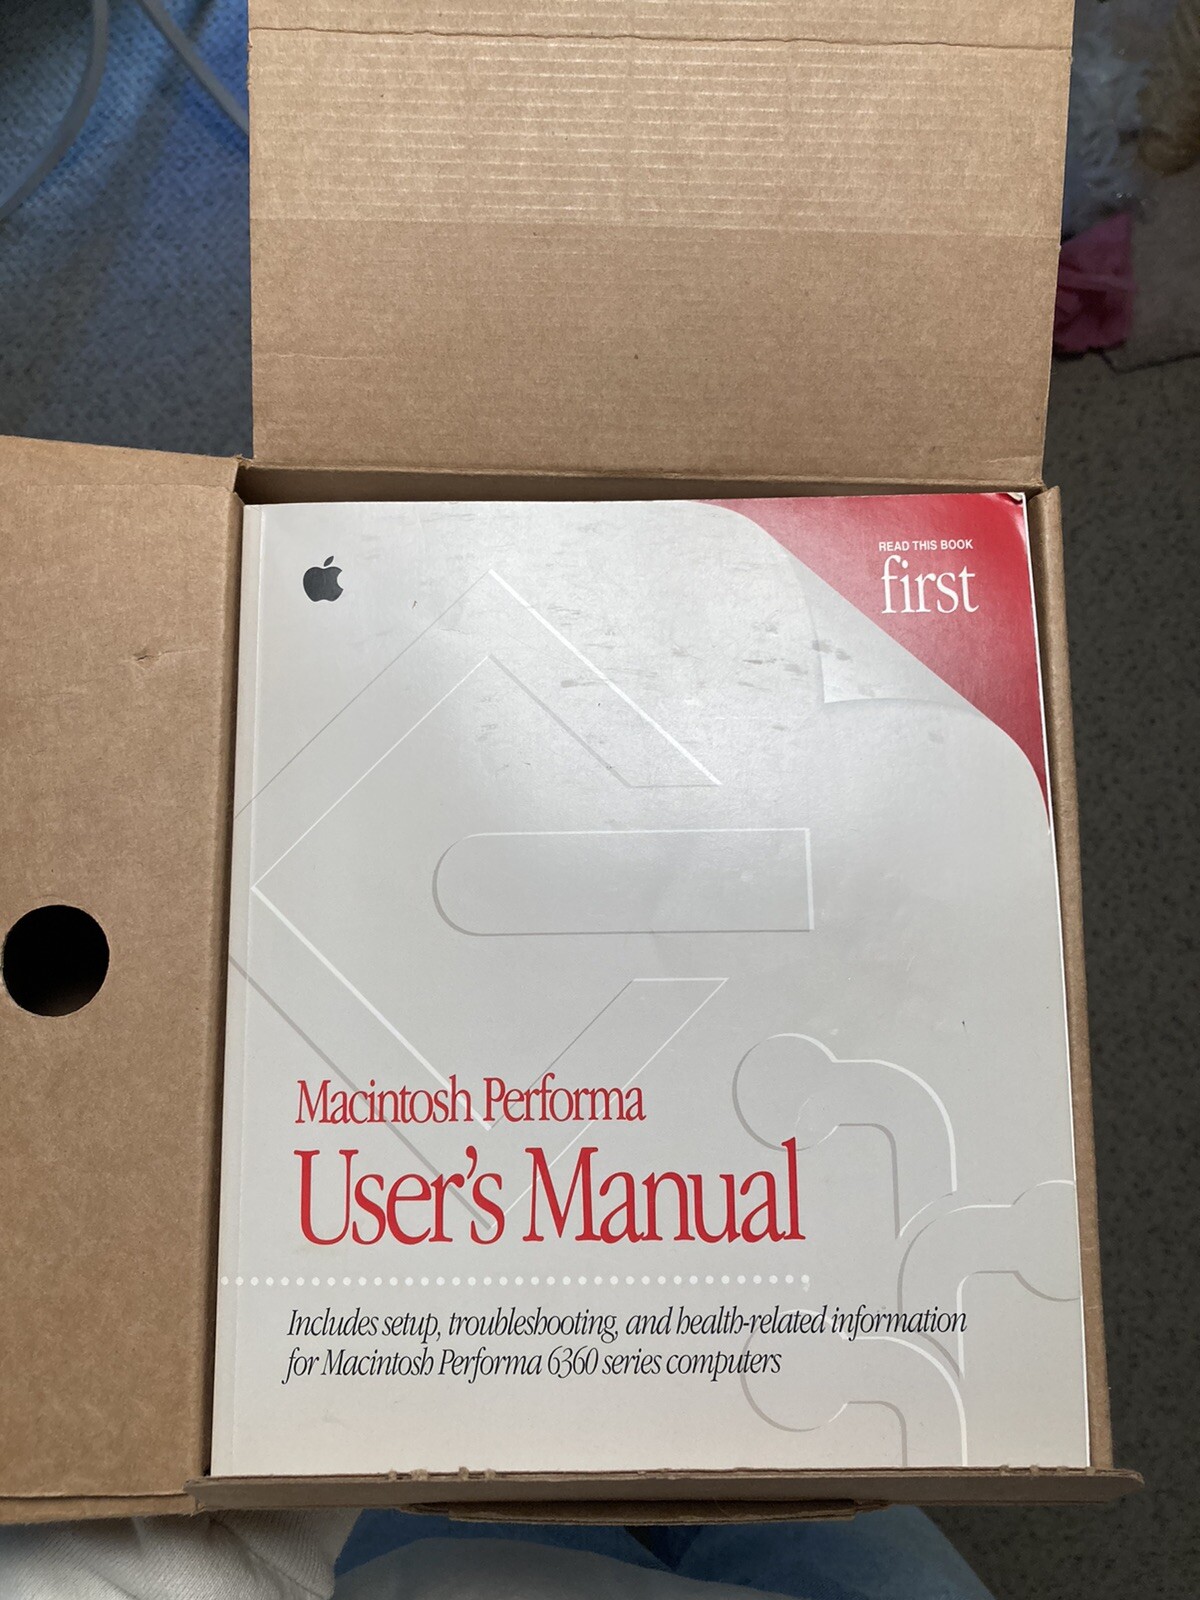 READ THIS BOOK
first
Macintosh Performa
User's Manual
Includes setup, troubleshooting, and health-related information
for Macintosh Performa 6360 series computers